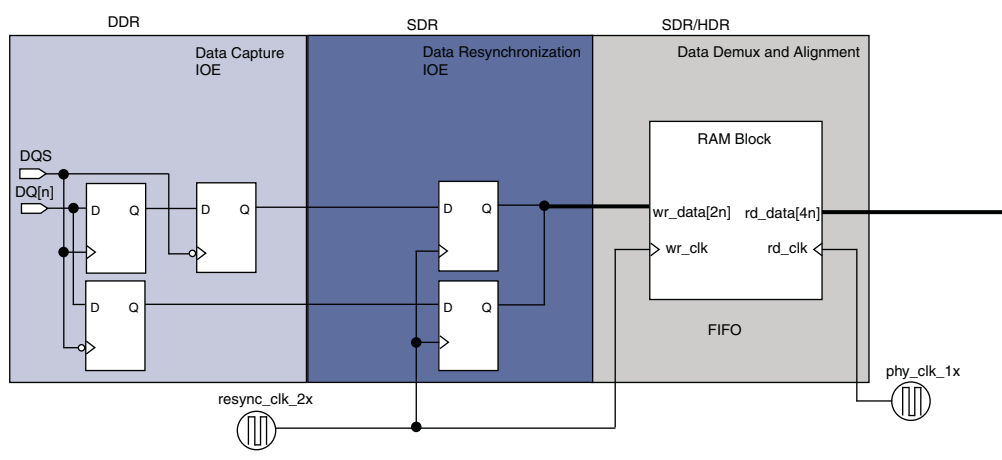 DDR
SDR
SDR/HDR
Data Capture
IOE
Data Resynchronization
IOE
Data Demux and Alignment
RAM Block
DQS
DQ[n]
D Q
D Q
D Q
wr_data[2n] rd_data[4n]
wr_clk rd_clk
D Q
D Q
FIFO
phy_clk_1x
resync_clk_2x